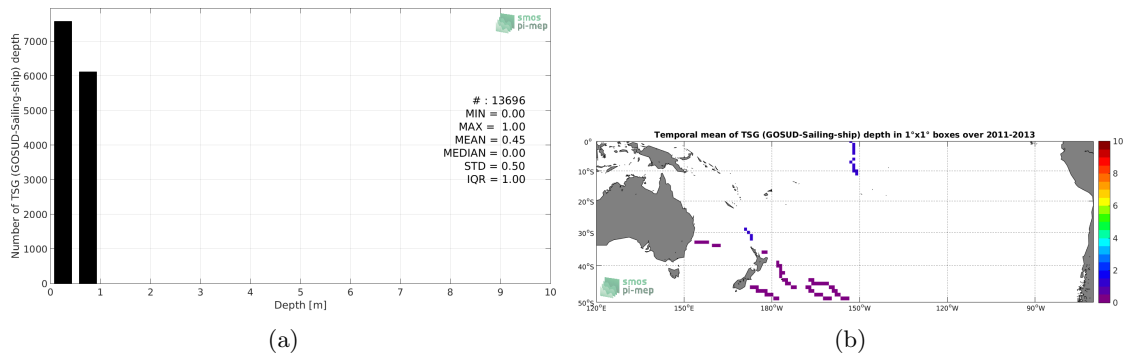 smos
pi-mep
Number of TSG (GOSUD-Sailing-ship) depth
7000
6000
5000
4000
3000
2000
1000
0
# : 13696
MIN = 0.00
MAX = 1.00
MEAN = 0.45
MEDIAN = 0.00
STD = 0.50
IQR = 1.00
0 1 2 3 4 5 6 7 8 9 10
Depth [m]
(a)
Temporal mean of TSG (GOSUD-Sailing-ship) depth in 1°x1° boxes over 2011-2013
0°
10°S
20°S
30°S
40°S
50°S
120°E 150°E 180°W 150°W 120°W 90°W
10
8
6
4
2
0
smos
pi-mep
(b)